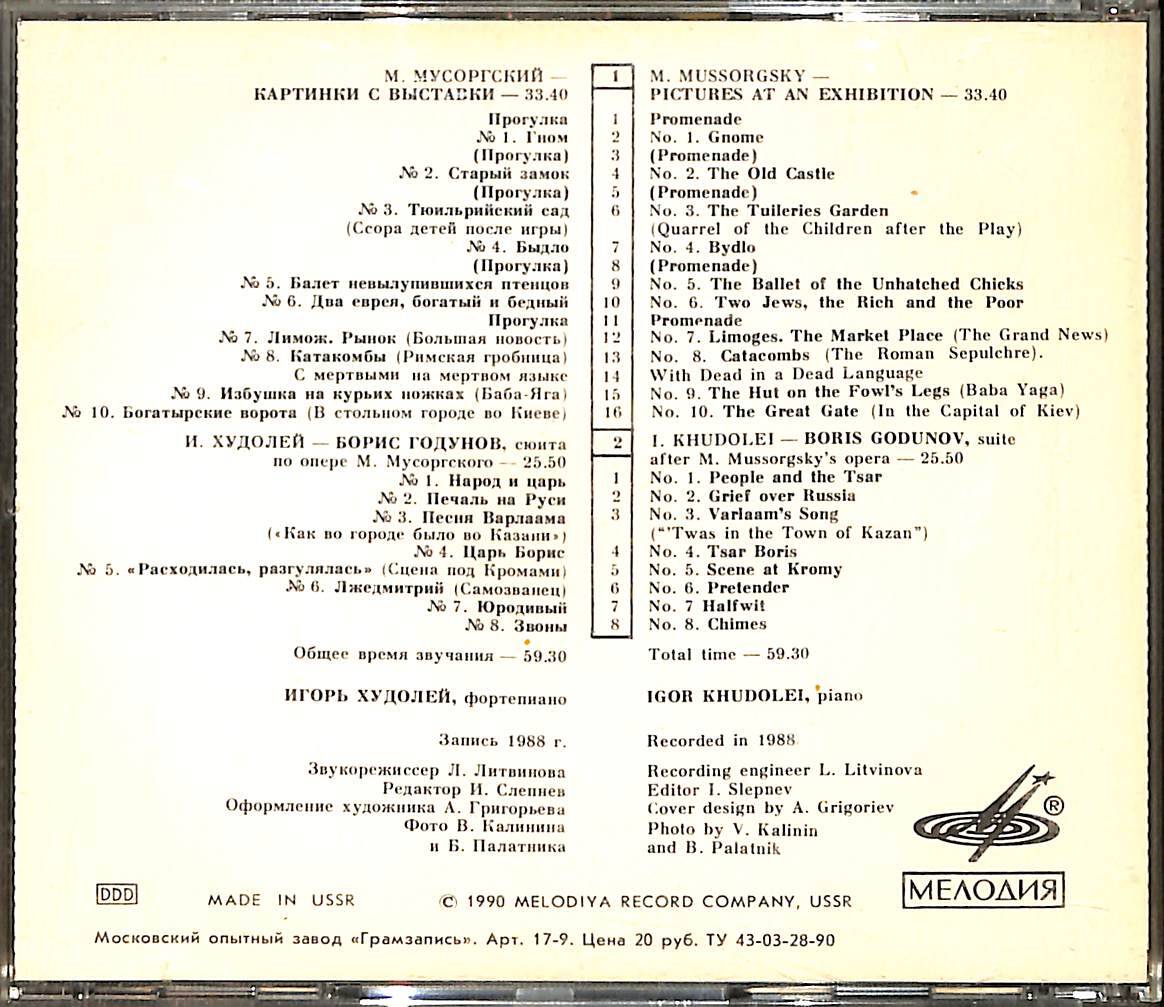 М. МУСОРГСКИЙ —
КАРТИНКИ С ВЫСТАВКИ — 33.40
Прогулка
№ 1. Гном
(Прогулка)
№ 2. Старый замок
(Прогулка)
№ 3. Тюильрийский сад
(Ссора детей после игры)
№ 4. Быдло
(Прогулка)
№ 5. Балет невылупившихся птенцов
№ 6. Два еврея, богатый и бедный
Прогулка
№ 7. Лимож. Рынок (Большая новость)
№ 8. Катакомбы (Римская гробница)
С мертвыми на мертвом языке
№ 9. Избушка на курьих ножках (Баба-Яга)
№ 10. Богатырские ворота (В стольном городе во Киеве)
И. ХУДОЛЕЙ — БОРИС ГОДУНОВ, сюита
по опере М. Мусоргского — 25.50
№ 1. Народ и царь
№ 2. Печаль на Руси
№ 3. Песня Варлаама
(«Как во городе было во Казани»)
№ 4. Царь Борис
№ 5. «Расходилась, разгулялась» (Сцена под Кромами)
№ 6. Лжедмитрий (Самозванец)
№ 7. Юродивый
№ 8. Звоны
Общее время звучания — 59.30
ИГОРЬ ХУДОЛЕЙ, фортепиано
Запись 1988 г.
Звукорежиссер Л. Литвинова
Редактор И. Слепнев
Оформление художника А. Григорьева
Фото В. Калинина
и Б. Палатника
1
1
2
3
4
5
6
7
8
9
10
11
12
13
14
15
16
2
1
2
3
4
5
6
7
8
M. MUSSORGSKY —
PICTURES AT AN EXHIBITION — 33.40
Promenade
No. 1. Gnome
(Promenade)
No. 2. The Old Castle
(Promenade)
No. 3. The Tuileries Garden
(Quarrel of the Children after the Play)
No. 4. Bydlo
(Promenade)
No. 5. The Ballet of the Unhatched Chicks
No. 6. Two Jews, the Rich and the Poor
Promenade
No. 7. Limoges. The Market Place (The Grand News)
No. 8. Catacombs (The Roman Sepulchre).
With Dead in a Dead Language
No. 9. The Hut on the Fowl's Legs (Baba Yaga)
No. 10. The Great Gate (In the Capital of Kiev)
I. KHUDOLEI — BORIS GODUNOV, suite
after M. Mussorgsky's opera — 25.50
No. 1. People and the Tsar
No. 2. Grief over Russia
No. 3. Varlaam's Song
("'Twas in the Town of Kazan")
No. 4. Tsar Boris
No. 5. Scene at Kromy
No. 6. Pretender
No. 7 Halfwit
No. 8. Chimes
Total time — 59.30
IGOR KHUDOLEI, piano
Recorded in 1988
Recording engineer L. Litvinova
Editor I. Slepnev
Cover design by A. Grigoriev
Photo by V. Kalinin
and B. Palatnik
®
МЕЛОДИЯ
DDD
MADE IN USSR
© 1990 MELODIYA RECORD COMPANY, USSR
Московский опытный завод «Грамзапись». Арт. 17-9. Цена 20 руб. ТУ 43-03-28-90